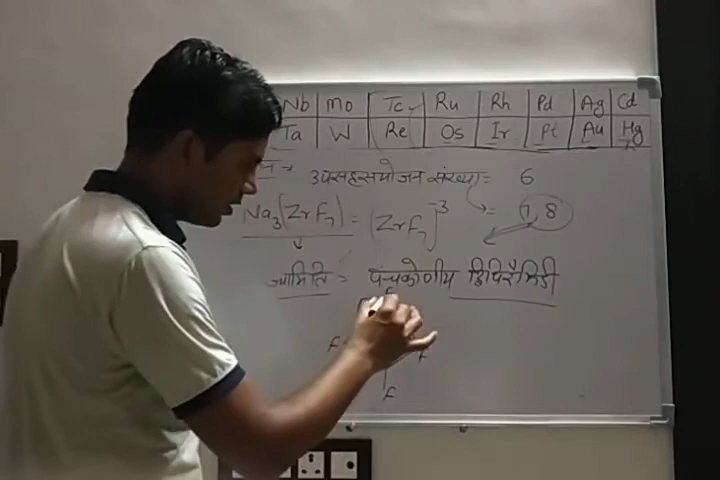 Nb Mo Tc Ru Rh Pd Ag Cd
Ta W Re Os Ir Pt Au Hg
उपसहसंयोजन संख्या = 6
Na₃(ZrF₇) = (ZrF₇)⁻³ = 7, 8
ज्यामिति = पंचकोणीय द्विपिरैमिडी
F
F F
F